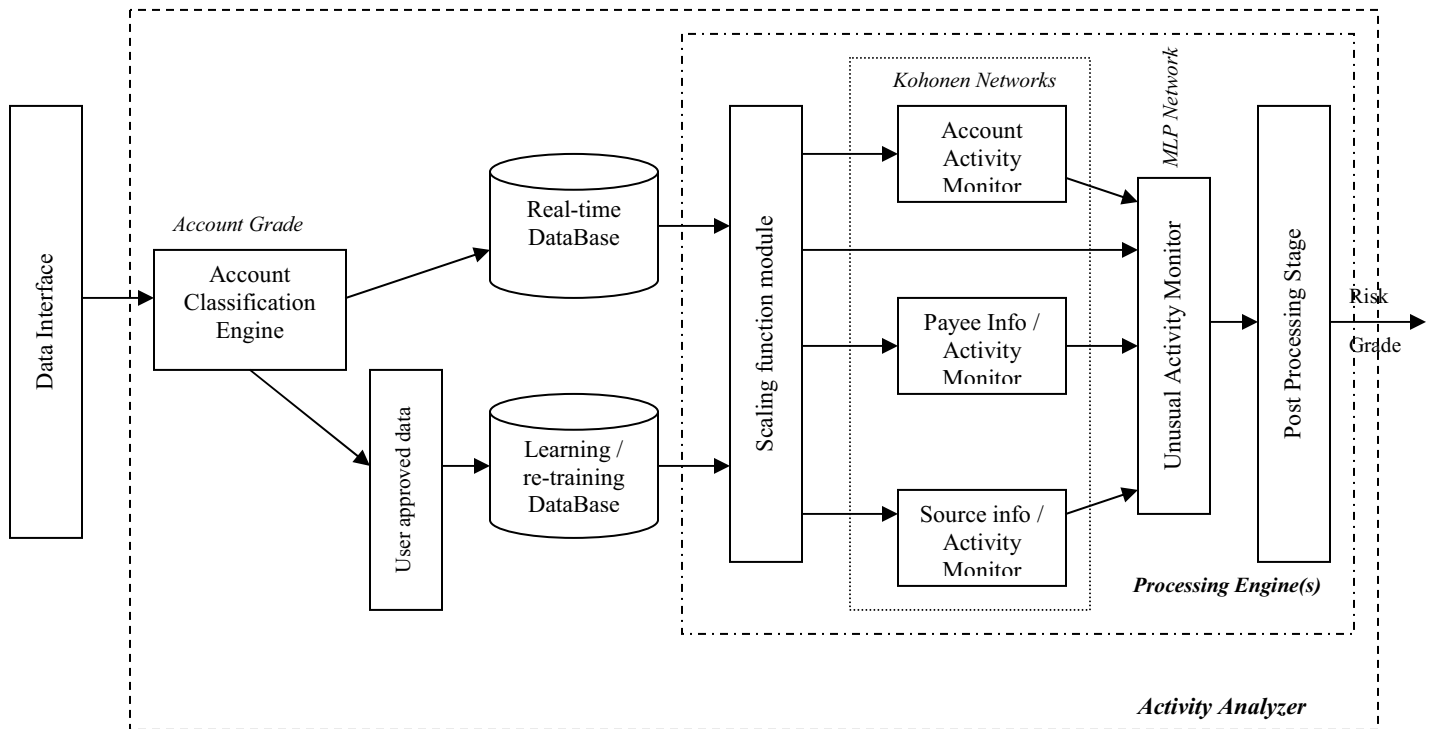 Kohonen Networks
MLP Network
Account
Activity
Monitor
Real-time
DataBase
Account Grade
Account
Classification
Engine
Data Interface
User approved data
Learning /
re-training
DataBase
Scaling function module
Payee Info /
Activity
Monitor
Source info /
Activity
Monitor
Unusual Activity Monitor
Post Processing Stage
Risk
Grade
Processing Engine(s)
Activity Analyzer